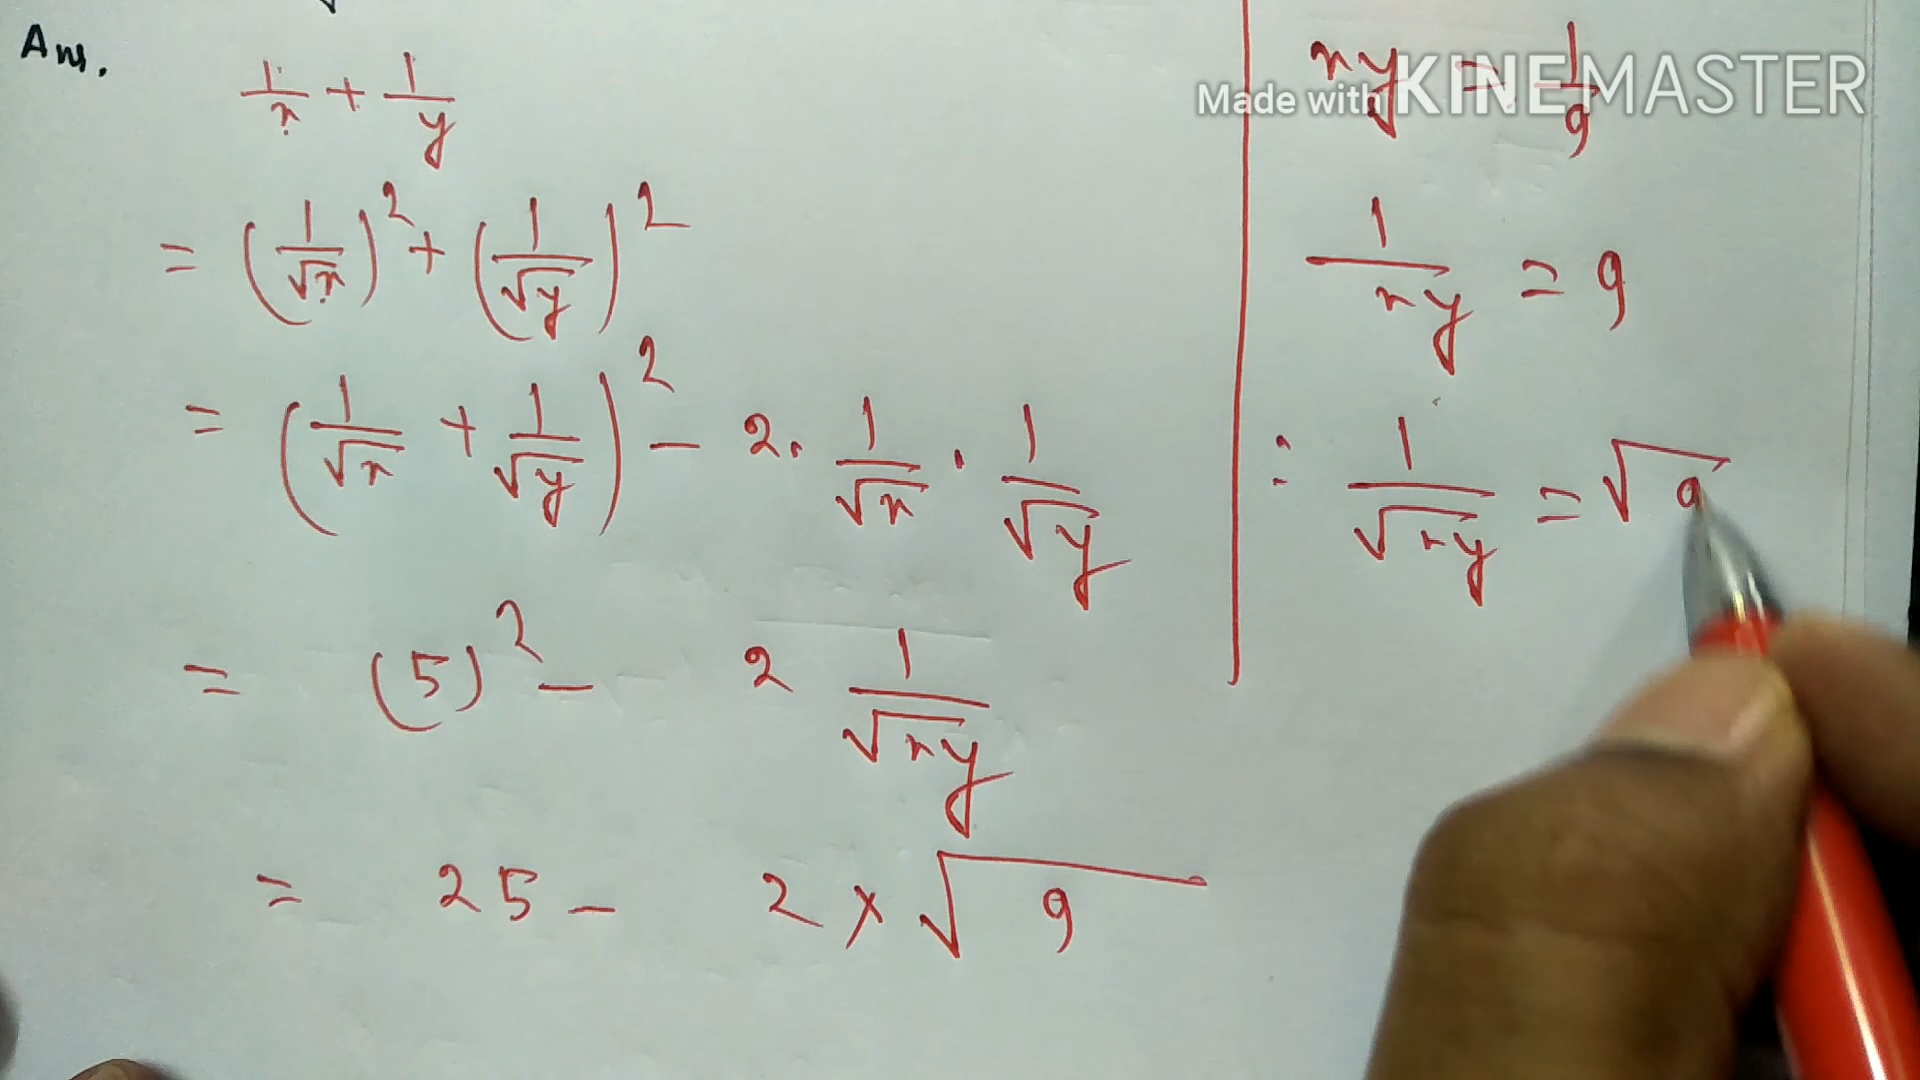 Ans.
1/x + 1/y
= (1/√x)² + (1/√y)²
= (1/√x + 1/√y)² - 2. 1/√x . 1/√y
= (5)² - 2 1/√xy
= 25 - 2 × √9
xy = 1/9
Made with KINEMASTER
1/xy = 9
∴ 1/√xy = √9